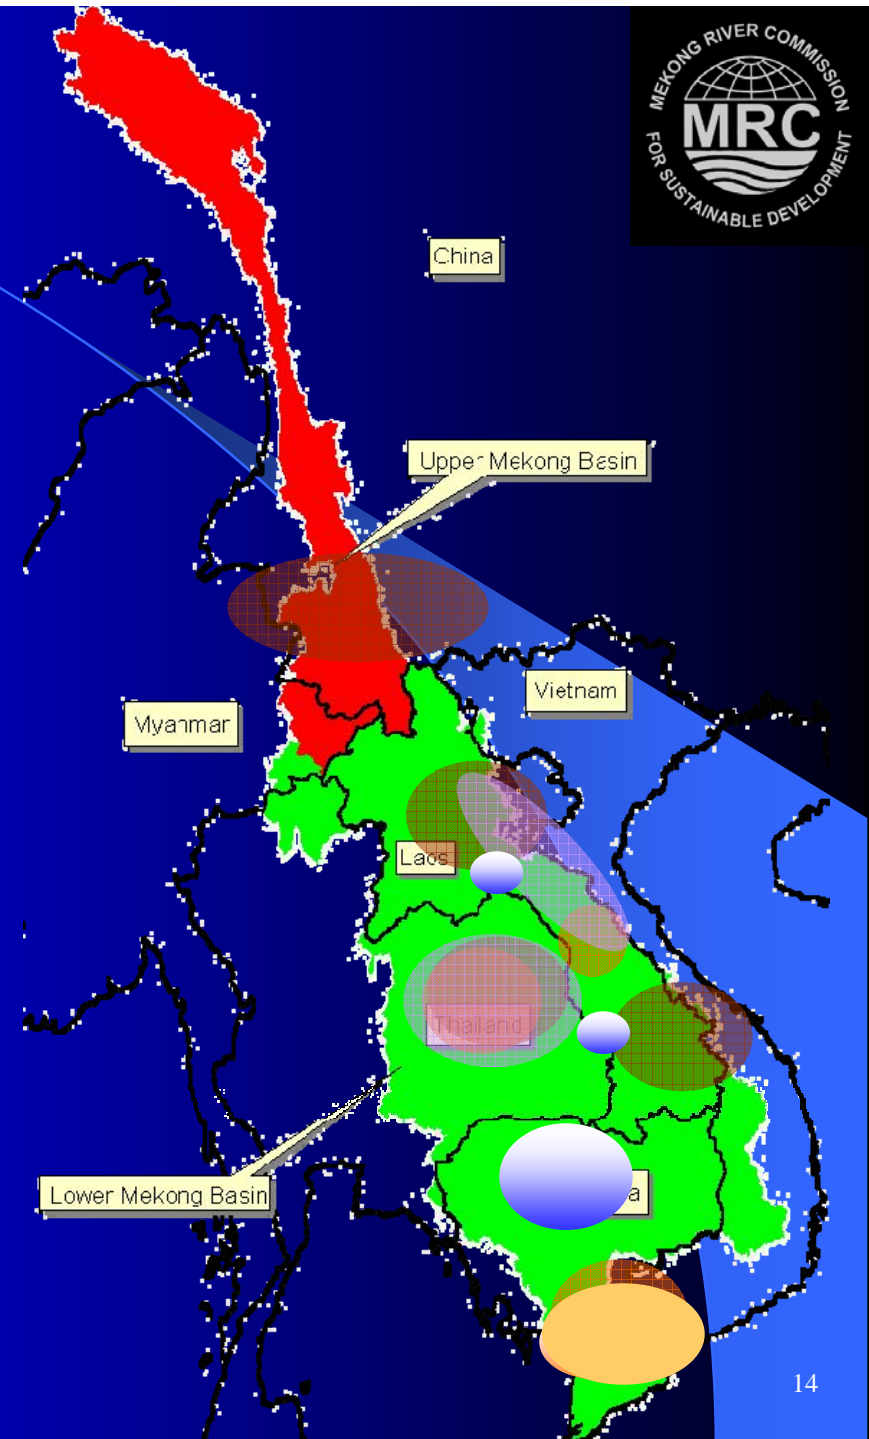 MEKONG RIVER COMMISSION
MRC
FOR SUSTAINABLE DEVELOPMENT
China
Upper Mekong Basin
Vietnam
Myanmar
Laos
Thailand
Lower Mekong Basin
a
14